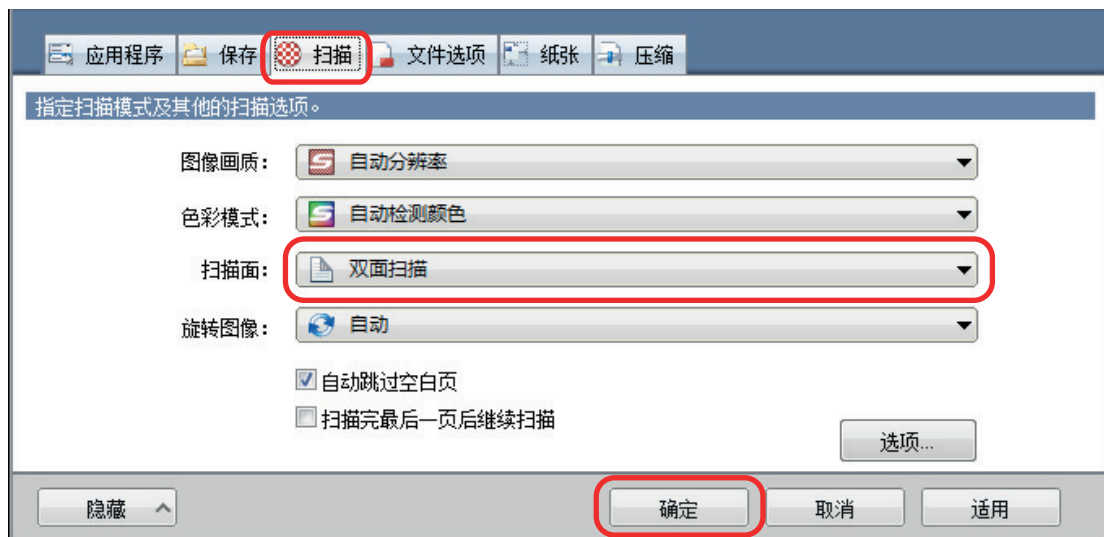 应用程序 保存 扫描 文件选项 纸张 压缩
指定扫描模式及其他的扫描选项。
图像画质: 自动分辨率
色彩模式: 自动检测颜色
扫描面: 双面扫描
旋转图像: 自动
自动跳过空白页
扫描完最后一页后继续扫描
选项...
隐藏 确定 取消 适用